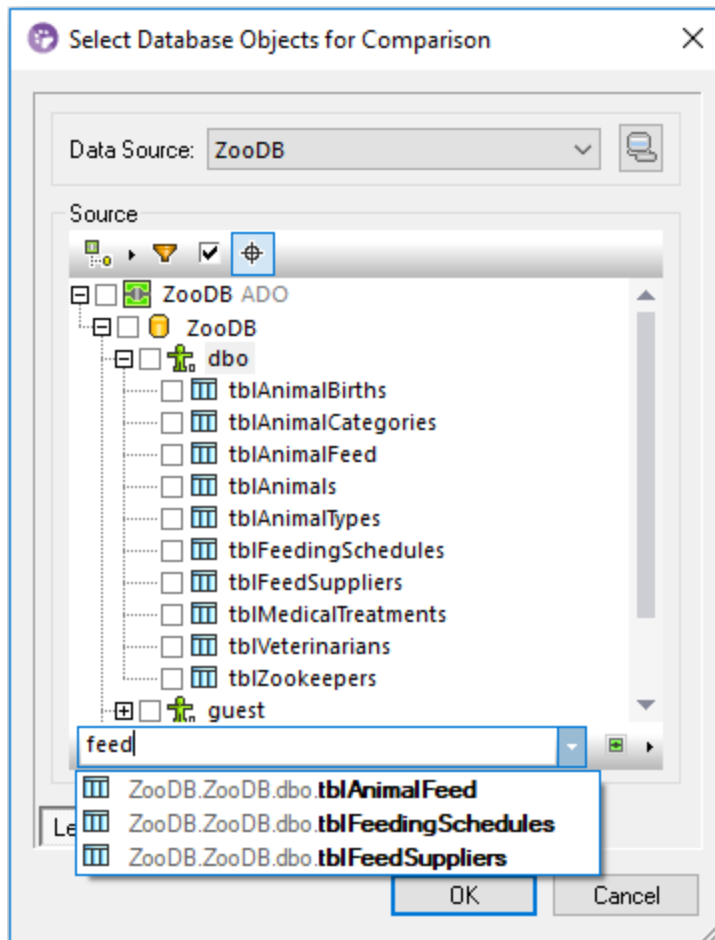 Select Database Objects for Comparison
Data Source: ZooDB
Source
ZooDB ADO
ZooDB
dbo
tblAnimalBirths
tblAnimalCategories
tblAnimalFeed
tblAnimals
tblAnimalTypes
tblFeedingSchedules
tblFeedSuppliers
tblMedicalTreatments
tblVeterinarians
tblZookeepers
guest
feed
ZooDB.ZooDB.dbo.tblAnimalFeed
ZooDB.ZooDB.dbo.tblFeedingSchedules
ZooDB.ZooDB.dbo.tblFeedSuppliers
OK Cancel